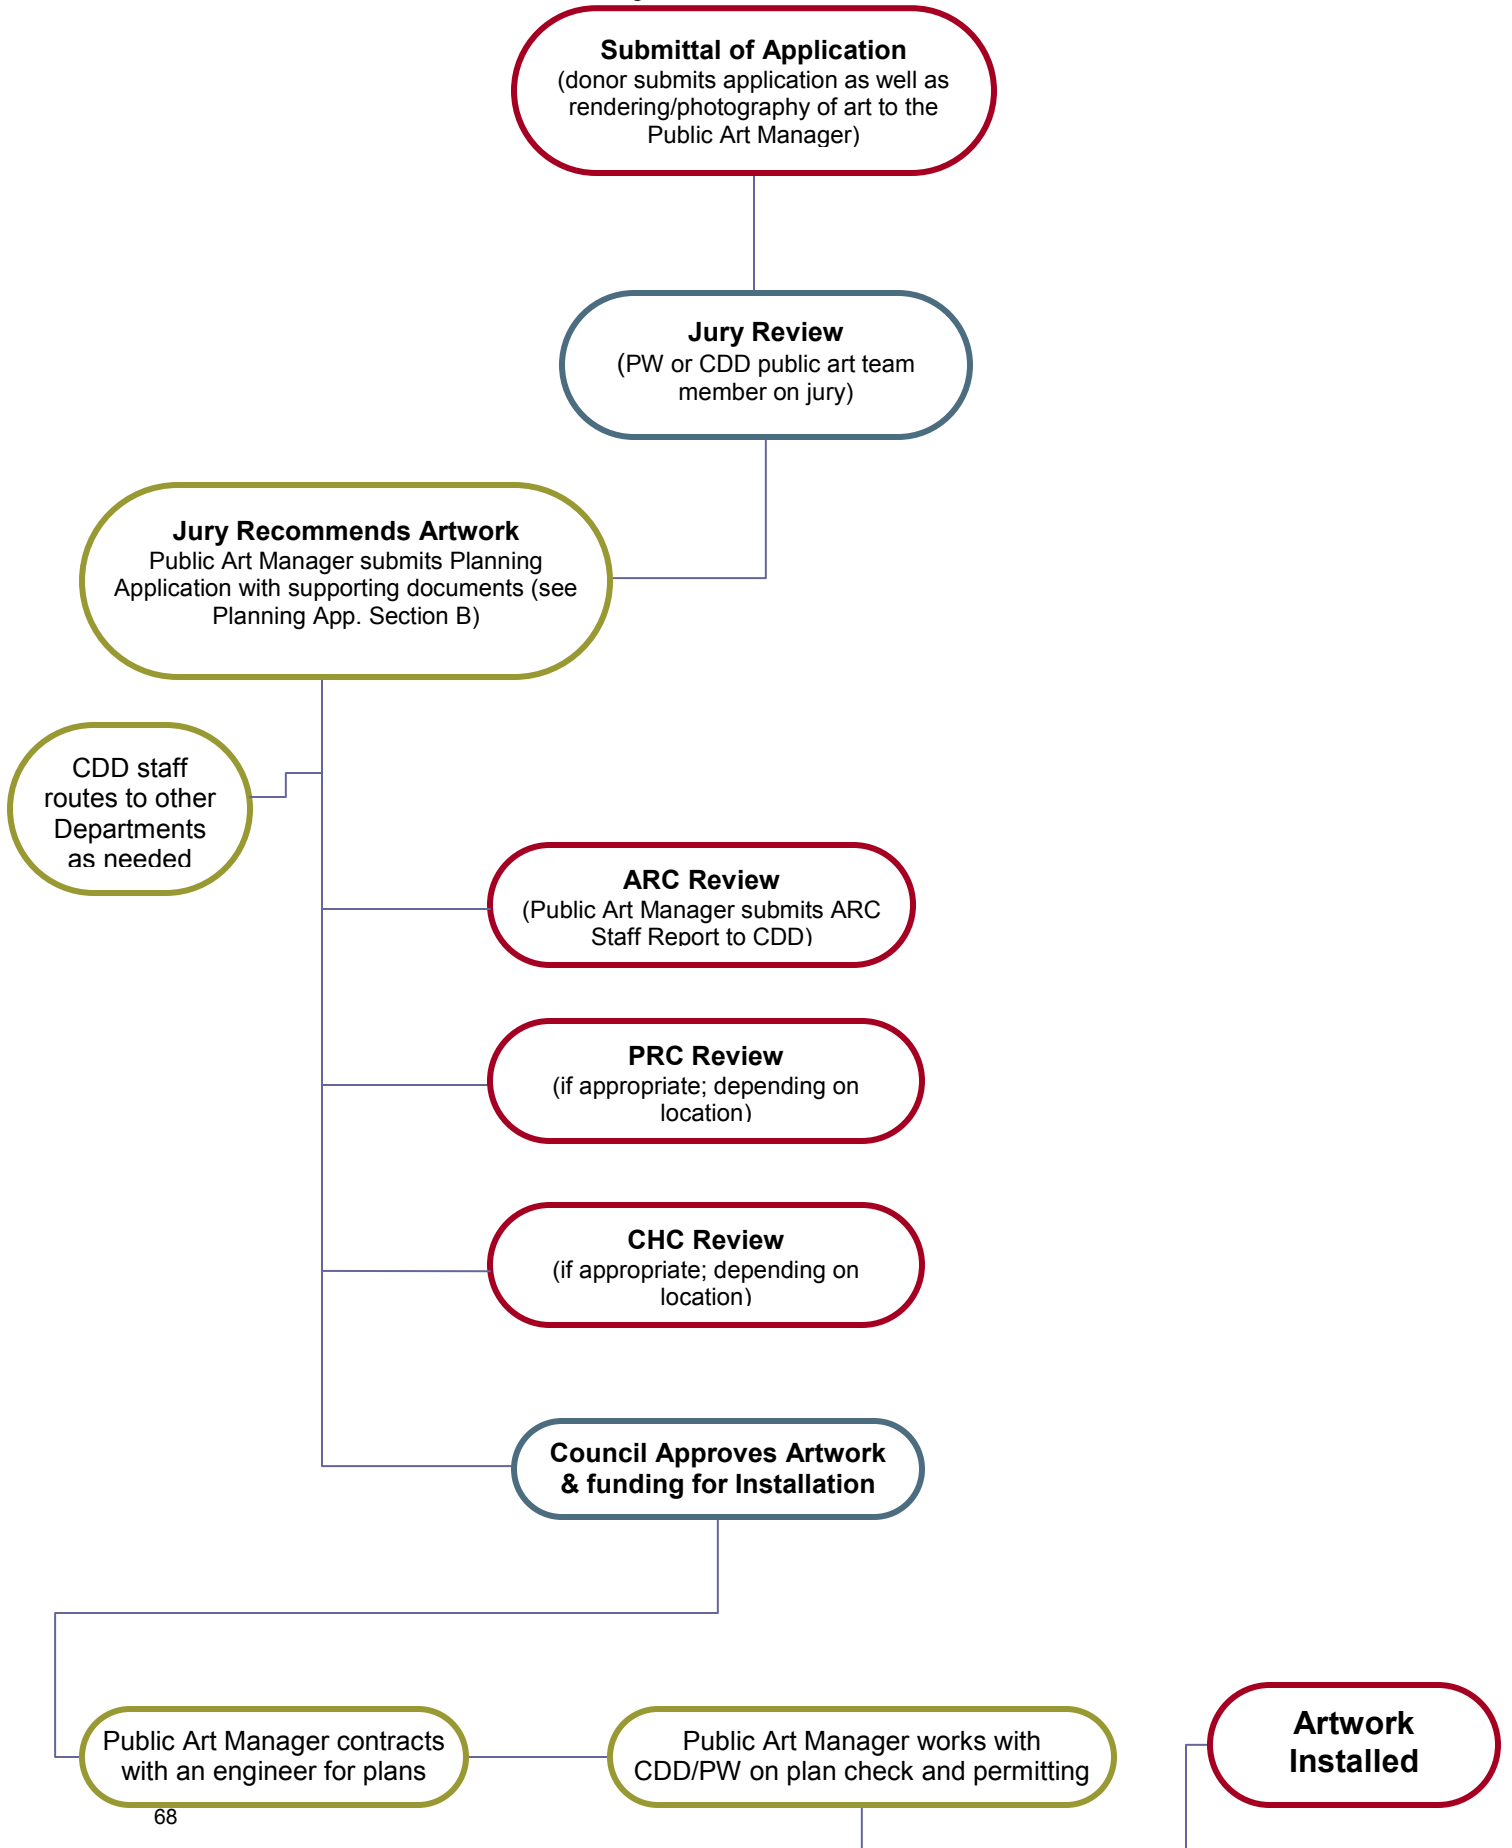 Submittal of Application
(donor submits application as well as
rendering/photography of art to the
Public Art Manager)
Jury Review
(PW or CDD public art team
member on jury)
Jury Recommends Artwork
Public Art Manager submits Planning
Application with supporting documents (see
Planning App. Section B)
CDD staff
routes to other
Departments
as needed
ARC Review
(Public Art Manager submits ARC
Staff Report to CDD)
PRC Review
(if appropriate; depending on
location)
CHC Review
(if appropriate; depending on
location)
Council Approves Artwork
& funding for Installation
Public Art Manager contracts
with an engineer for plans
Public Art Manager works with
CDD/PW on plan check and permitting
Artwork
Installed
68